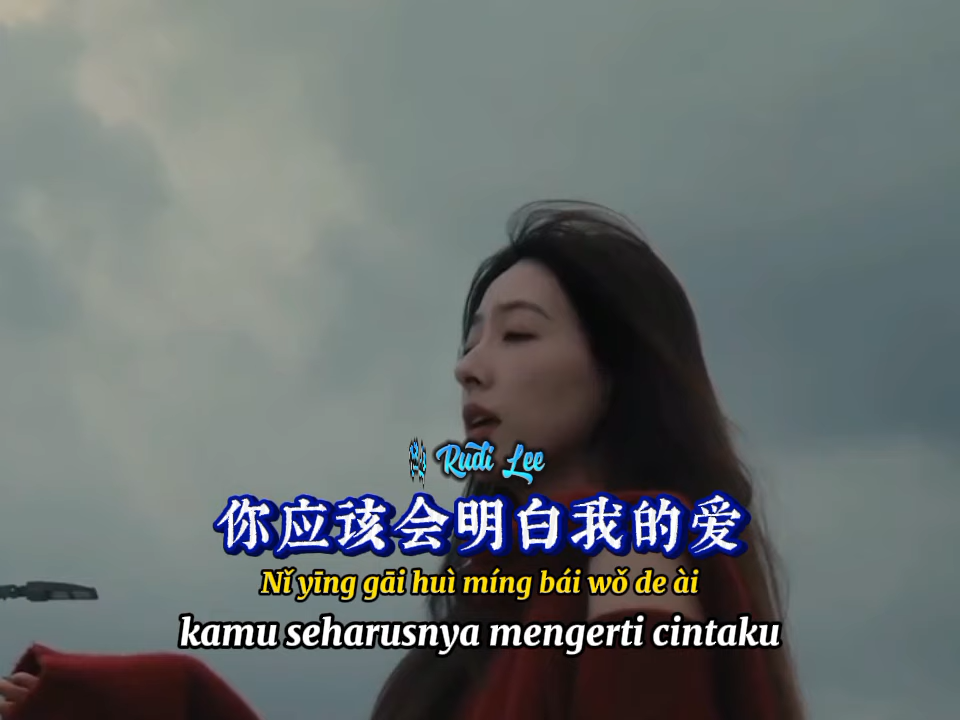 Rudi Lee
你应该会明白我的爱
Nǐ yīng gāi huì míng bái wǒ de ài
kamu seharusnya mengerti cintaku